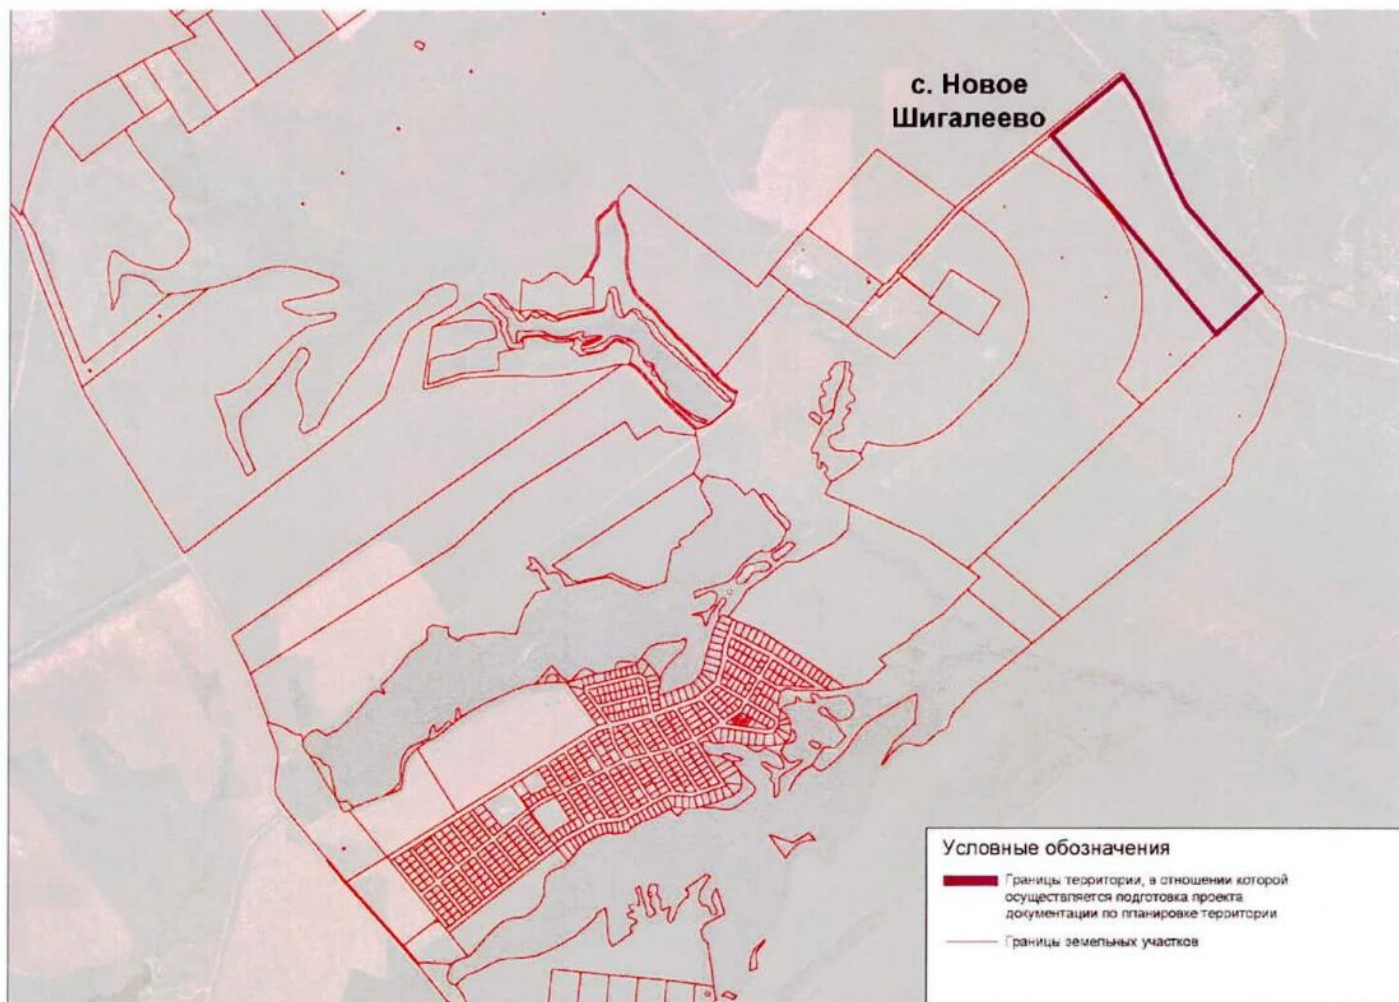 с. Новое
Шигалеево
Условные обозначения
Границы территории, в отношении которой
осуществляется подготовка проекта
документации по планировке территории
Границы земельных участков